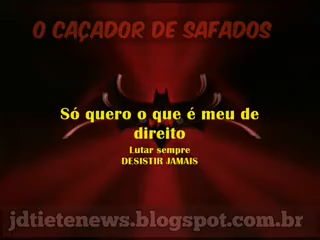 O CAÇADOR DE SAFADOS
Só quero o que é meu de
direito
Lutar sempre
DESISTIR JAMAIS
jdtietenews.blogspot.com.br